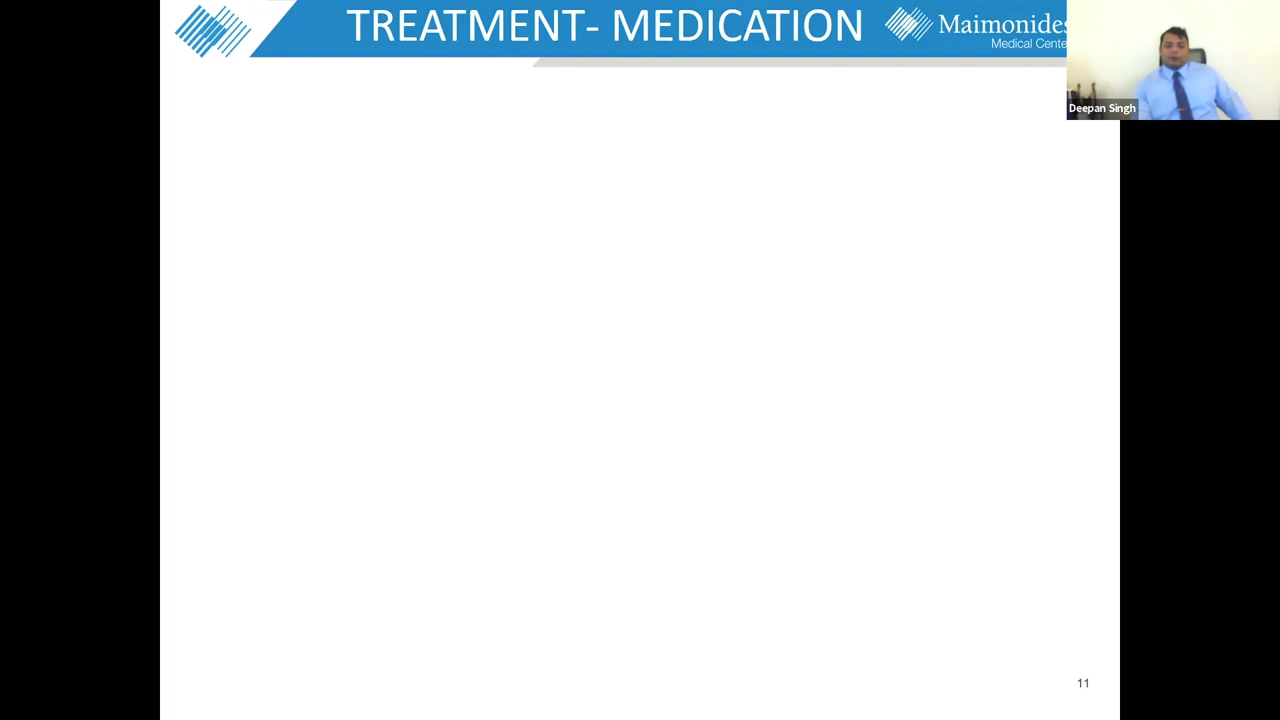 TREATMENT- MEDICATION
Maimonides
Medical Cente
Deepan Singh
11